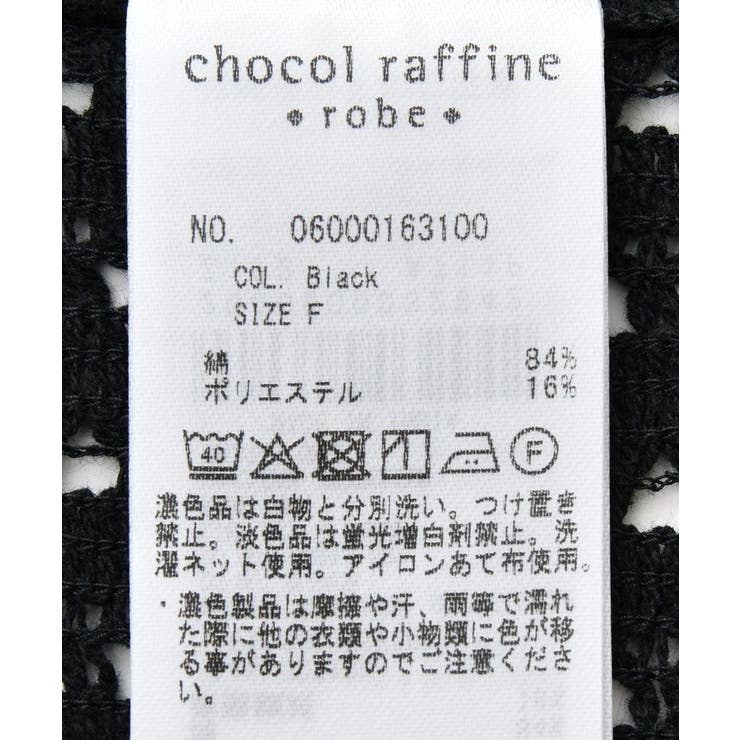 chocol raffine
robe
NO. 06000163100
COL. Black
SIZE F
綿 84%
ポリエステル 16%
40 F
濃色品は白物と分別洗い。つけ置き
禁止。淡色品は蛍光増白剤禁止。洗
濯ネット使用。アイロンあて布使用。
・濃色製品は摩擦や汗、雨等で濡れ
た際に他の衣類や小物類に色が移
る事がありますのでご注意くださ
い。